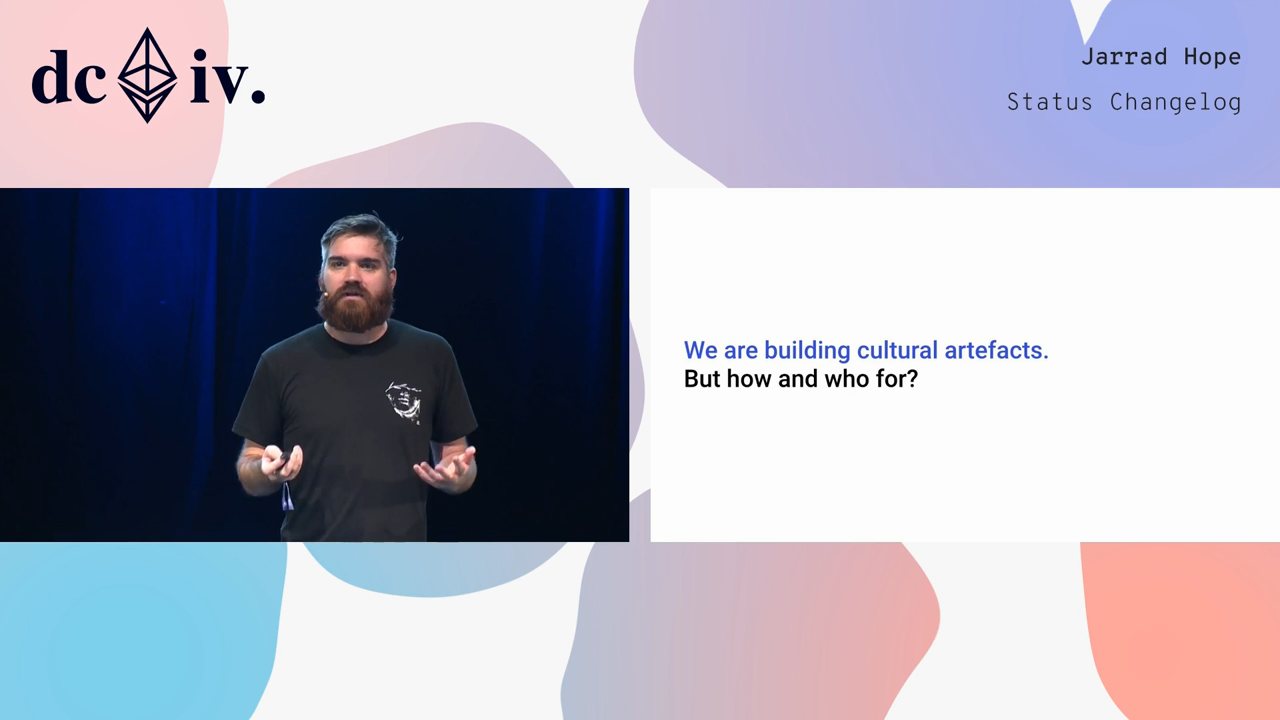 dc iv.
Jarrad Hope
Status Changelog
We are building cultural artefacts.
But how and who for?